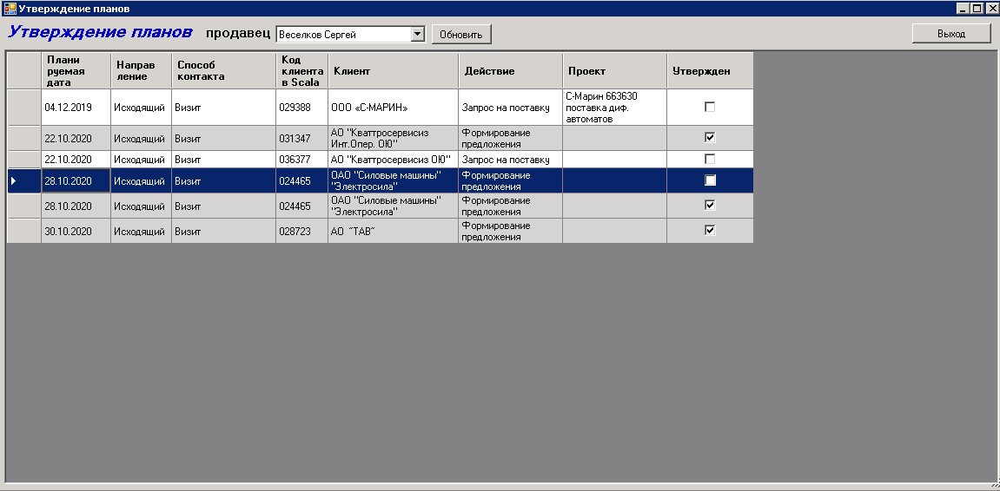 Утверждение планов
Утверждение планов продавец Веселков Сергей Обновить Выход
Плани
руемая
дата
Направ
ление
Способ
контакта
Код
клиента
в Scala
Клиент
Действие
Проект
Утвержден
04.12.2019 Исходящий Визит 029388 ООО «С-МАРИН» Запрос на поставку
С-Марин 663630
поставка диф.
автоматов
22.10.2020 Исходящий Визит 031347
АО "Кваттросервисиз
Инт.Опер. ОЮ"
Формирование
предложения
22.10.2020 Исходящий Визит 036377 АО "Кваттросервисиз ОЮ" Запрос на поставку
28.10.2020 Исходящий Визит 024465
ОАО "Силовые машины"
"Электросила"
Формирование
предложения
28.10.2020 Исходящий Визит 024465
ОАО "Силовые машины"
"Электросила"
Формирование
предложения
30.10.2020 Исходящий Визит 028723 АО "ТАВ"
Формирование
предложения